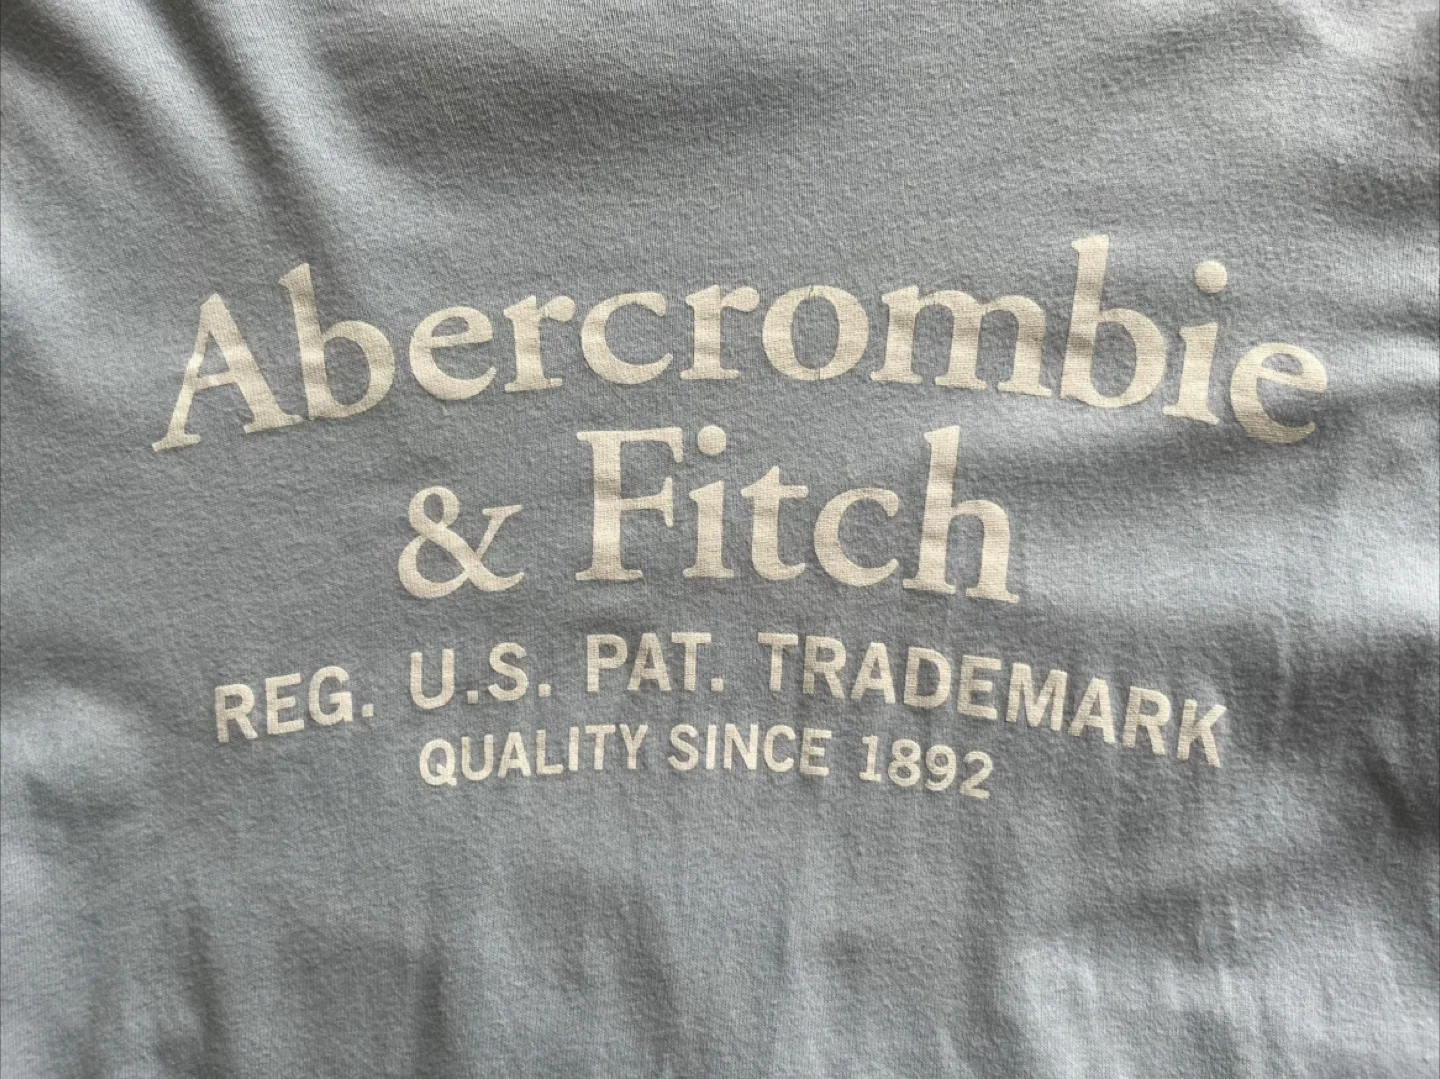 Abercrombie
& Fitch
REG. U.S. PAT. TRADEMARK
QUALITY SINCE 1892